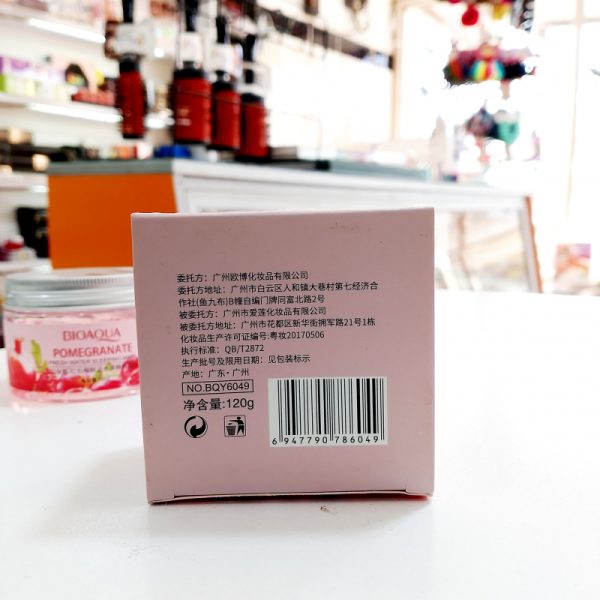 委托方：广州欧博化妆品有限公司
委托方地址：广州市白云区人和镇大巷村第七经济合
作社(鱼九布)B幢自编门牌同富北路2号
被委托方：广州市爱莲化妆品有限公司
被委托方地址：广州市花都区新华街拥军路21号1栋
化妆品生产许可证编号:粤妆20170506
执行标准：QB/T2872
生产批号及限用日期：见包装标示
产地：广东·广州
NO.BQY6049
净含量:120g
6 947790 786049
BIOAQUA
POMEGRANATE
FRESH WATER SLEEPING